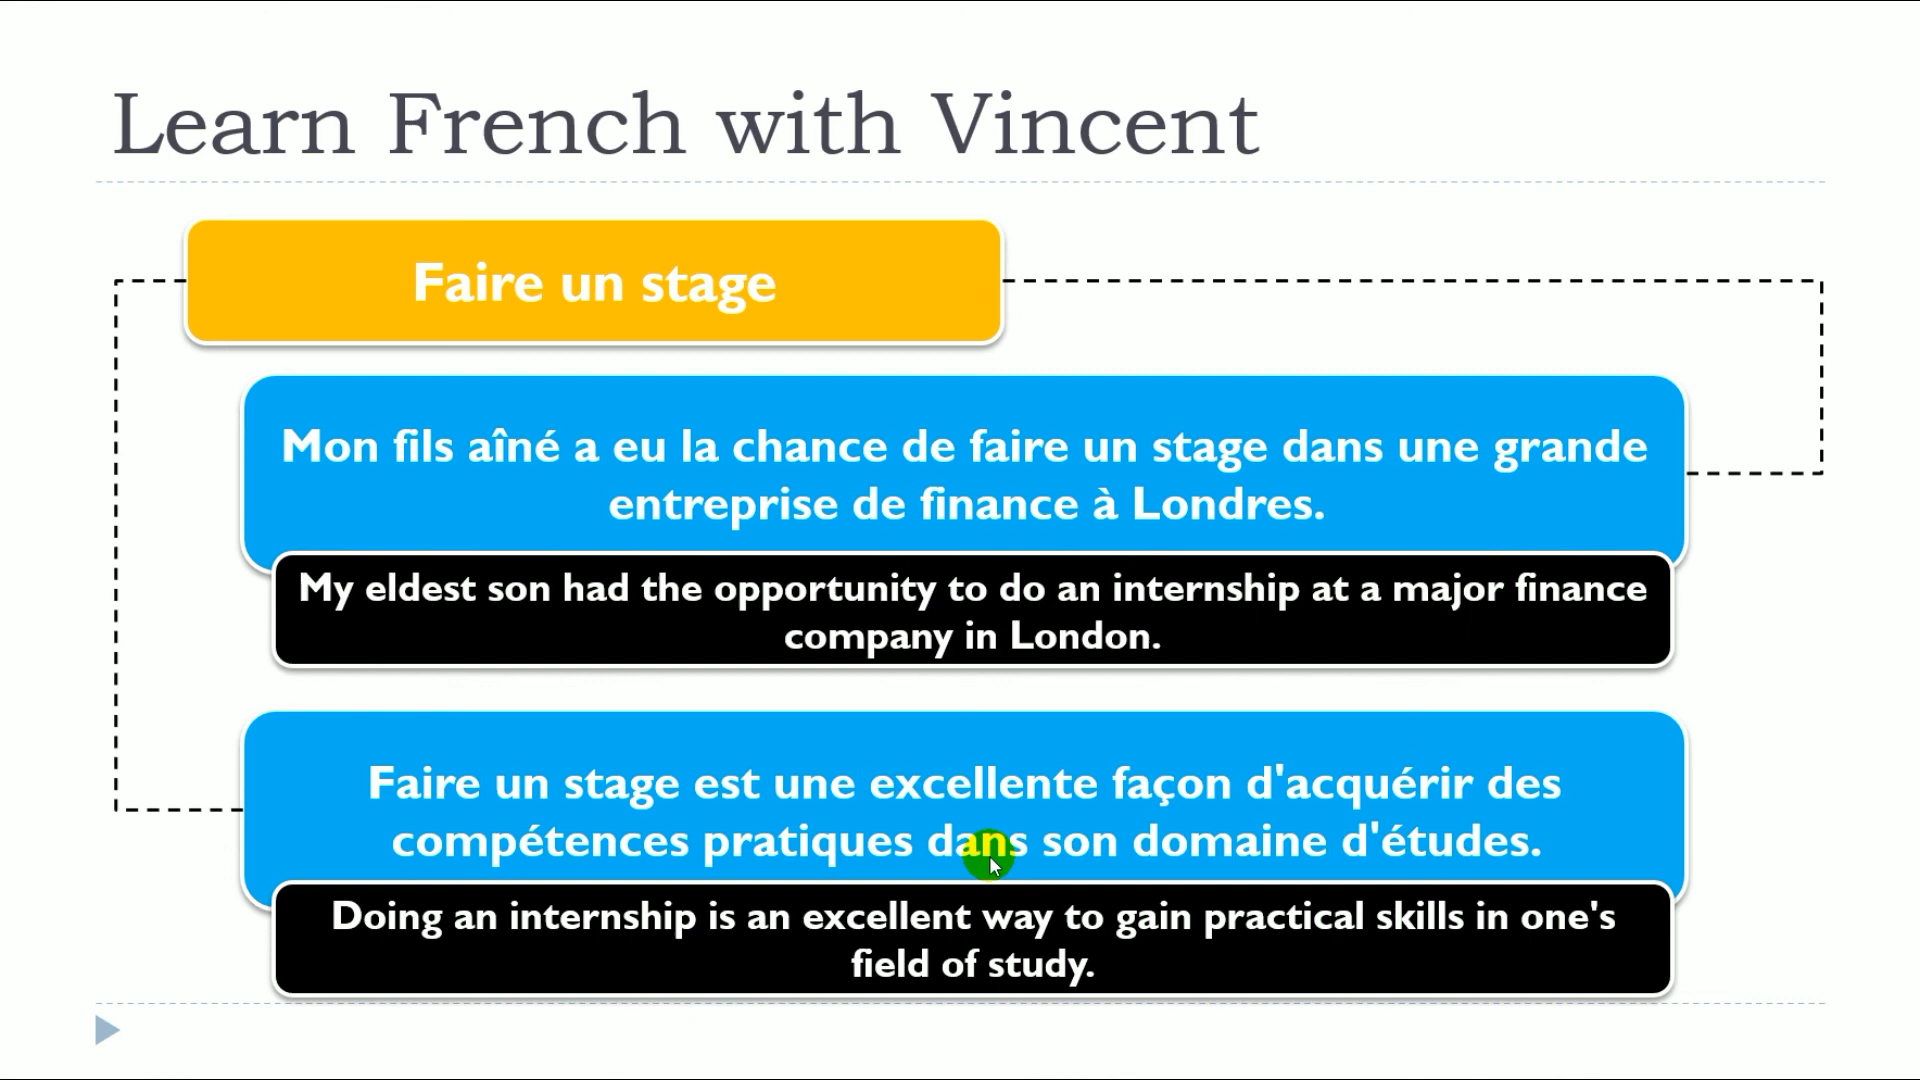 Learn French with Vincent
Faire un stage
Mon fils aîné a eu la chance de faire un stage dans une grande
entreprise de finance à Londres.
My eldest son had the opportunity to do an internship at a major finance
company in London.
Faire un stage est une excellente façon d'acquérir des
compétences pratiques dans son domaine d'études.
Doing an internship is an excellent way to gain practical skills in one's
field of study.